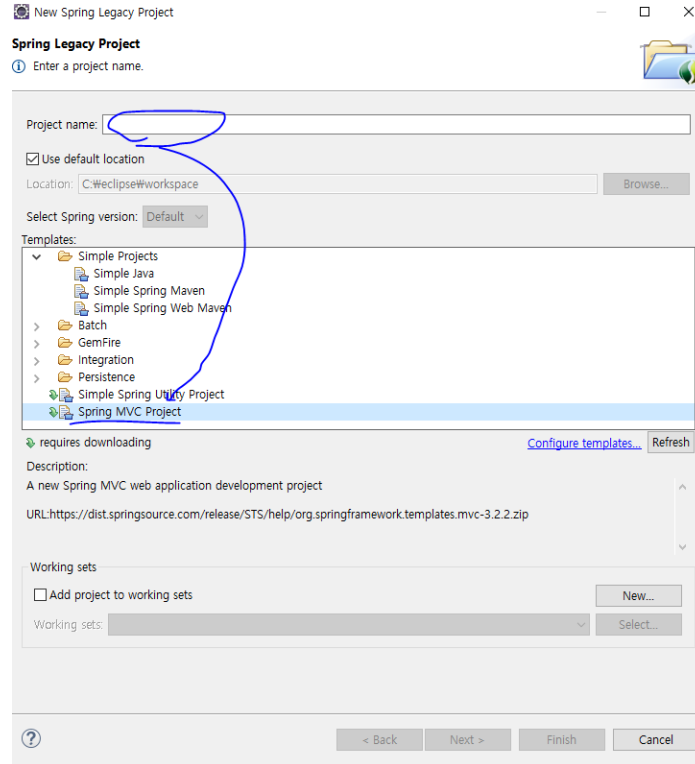 New Spring Legacy Project
Spring Legacy Project
Enter a project name.
Project name:
Use default location
Location: C:₩eclipse₩workspace Browse...
Select Spring version: Default
Templates:
Simple Projects
Simple Java
Simple Spring Maven
Simple Spring Web Maven
Batch
GemFire
Integration
Persistence
Simple Spring Utility Project
Spring MVC Project
requires downloading Configure templates... Refresh
Description:
A new Spring MVC web application development project
URL:https://dist.springsource.com/release/STS/help/org.springframework.templates.mvc-3.2.2.zip
Working sets
Add project to working sets New...
Working sets: Select...
? < Back Next > Finish Cancel